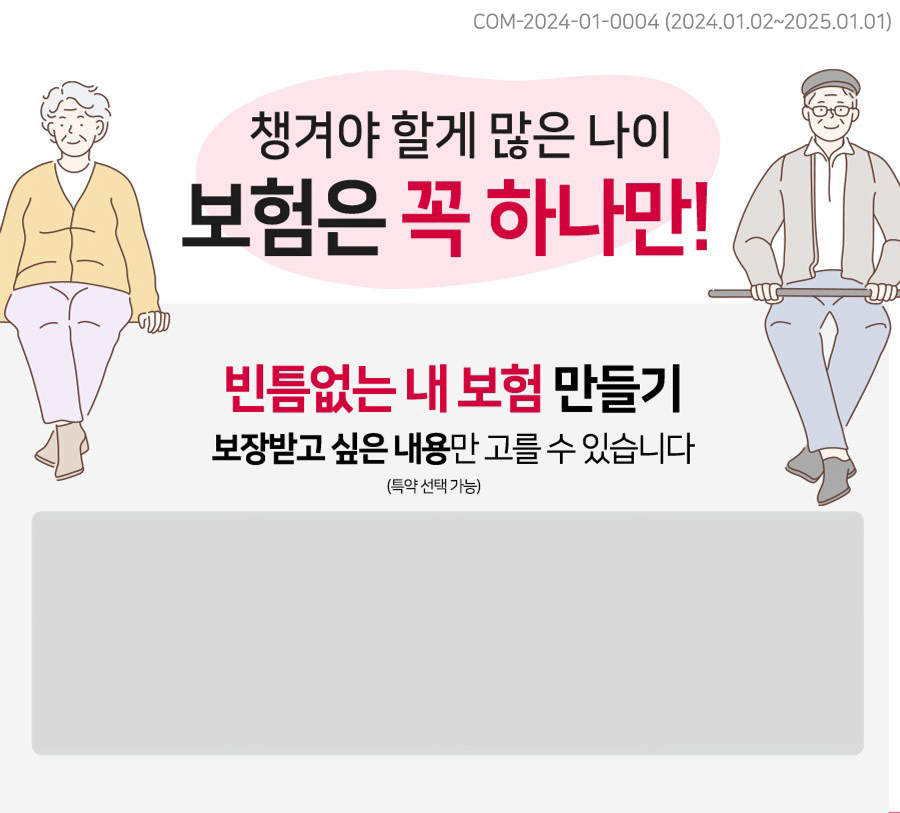 COM-2024-01-0004 (2024.01.02~2025.01.01)
챙겨야 할게 많은 나이
보험은 꼭 하나만!
빈틈없는 내 보험 만들기
보장받고 싶은 내용만 고를 수 있습니다
(특약 선택 가능)